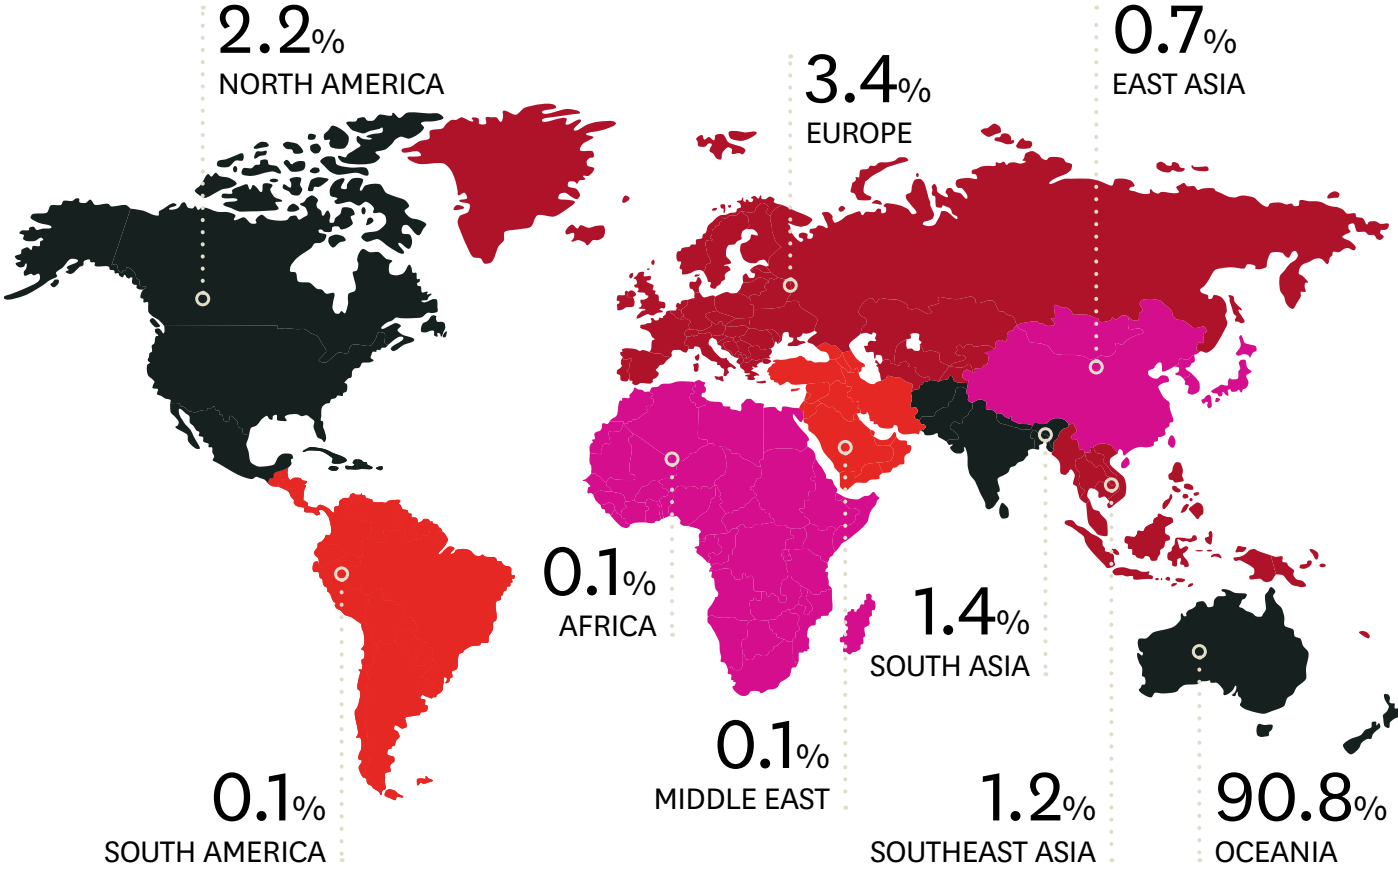 2.2%
NORTH AMERICA
3.4%
EUROPE
0.7%
EAST ASIA
0.1%
AFRICA
1.4%
SOUTH ASIA
0.1%
MIDDLE EAST
0.1%
SOUTH AMERICA
1.2%
SOUTHEAST ASIA
90.8%
OCEANIA